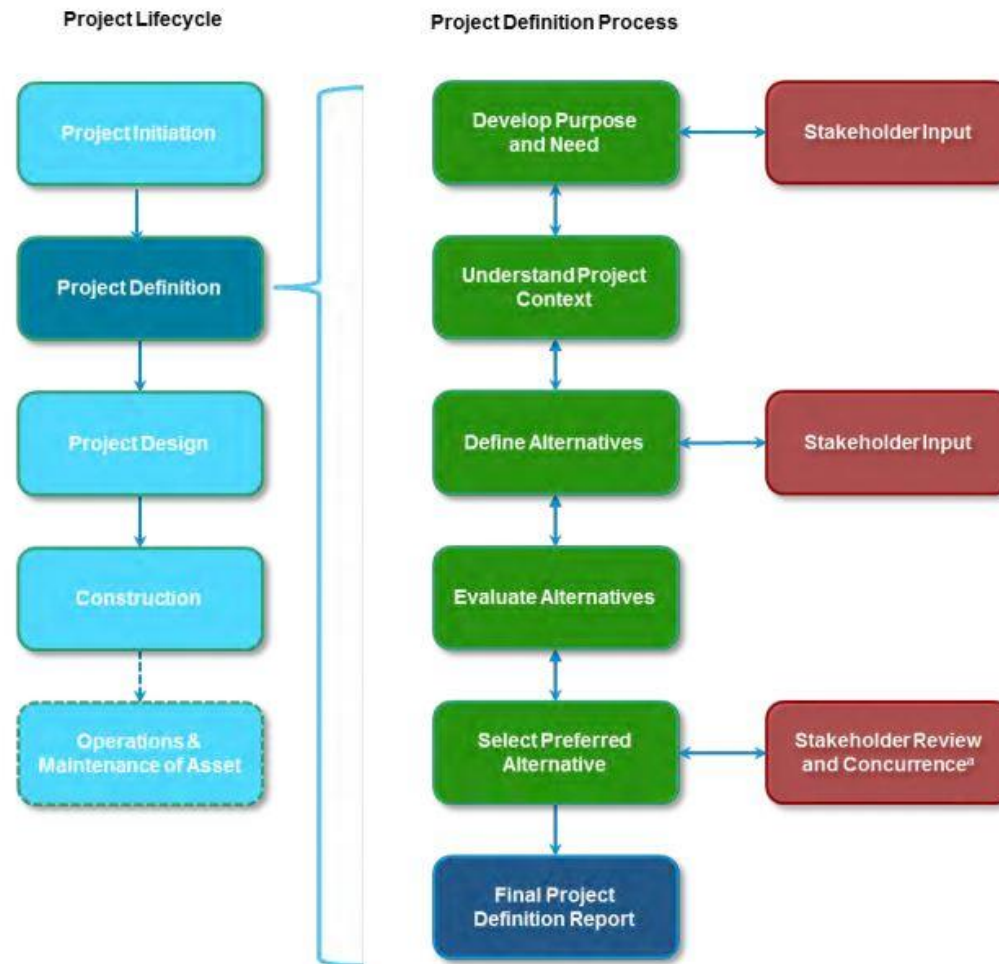 Project Lifecycle
Project Definition Process
Project Initiation
Project Definition
Project Design
Construction
Operations &
Maintenance of Asset
Develop Purpose
and Need
Stakeholder Input
Understand Project
Context
Define Alternatives
Stakeholder Input
Evaluate Alternatives
Select Preferred
Alternative
Stakeholder Review
and Concurrenceᵃ
Final Project
Definition Report